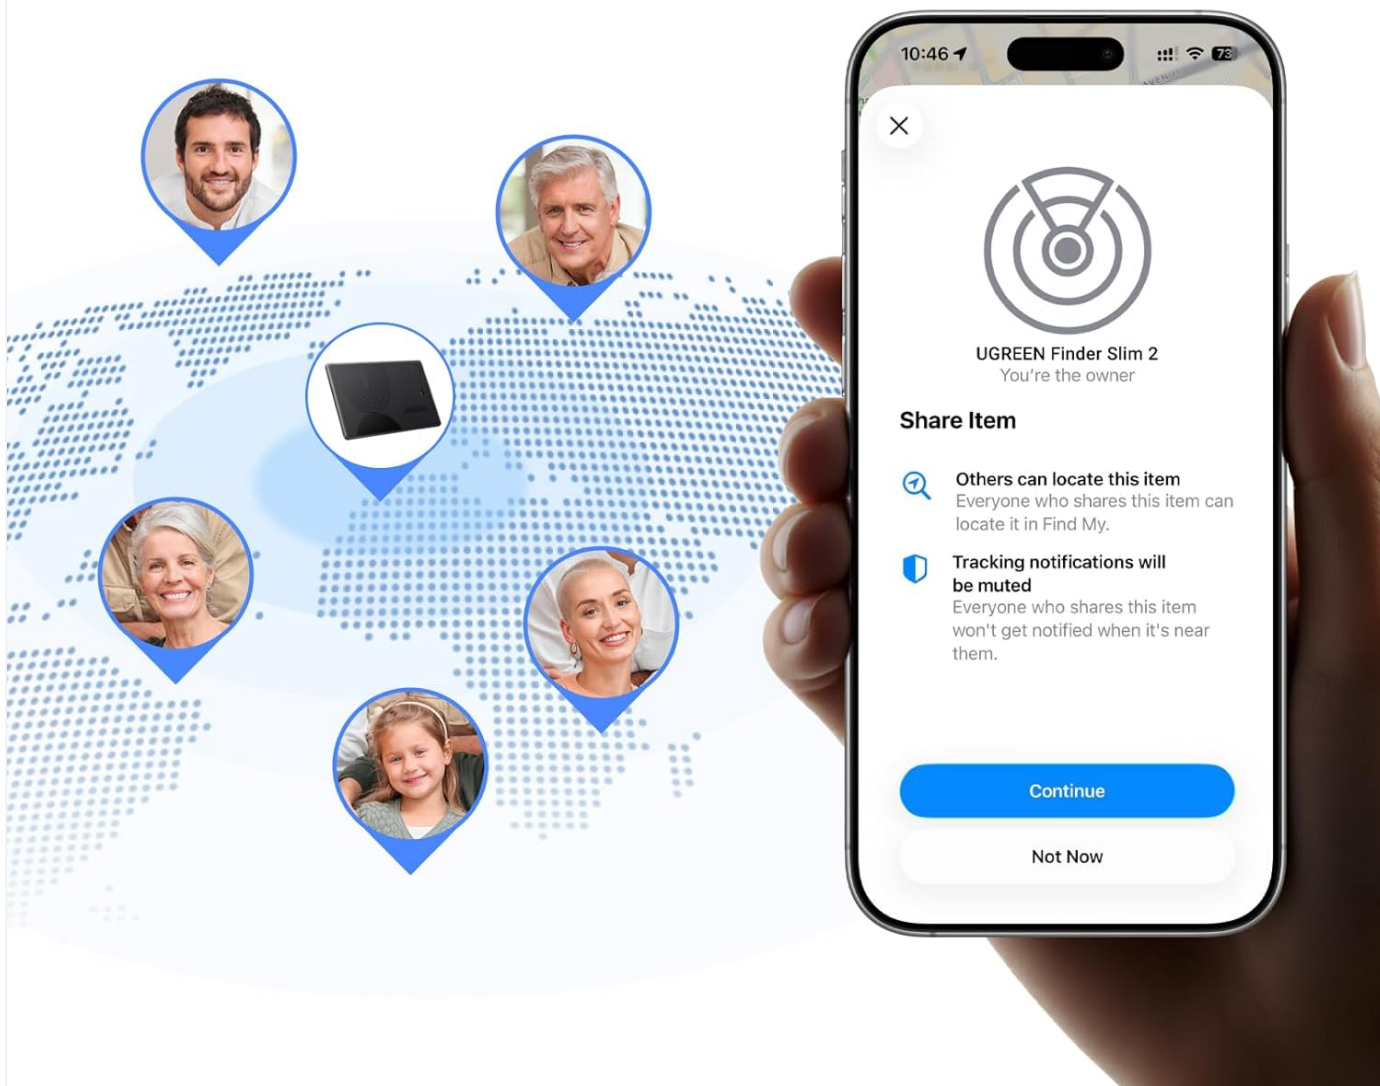 10:46
73
UGREEN Finder Slim 2
You're the owner
Share Item
Others can locate this item
Everyone who shares this item can
locate it in Find My.
Tracking notifications will
be muted
Everyone who shares this item
won't get notified when it's near
them.
Continue
Not Now